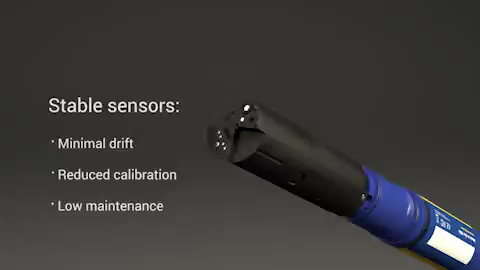 Stable sensors:
· Minimal drift
· Reduced calibration
· Low maintenance